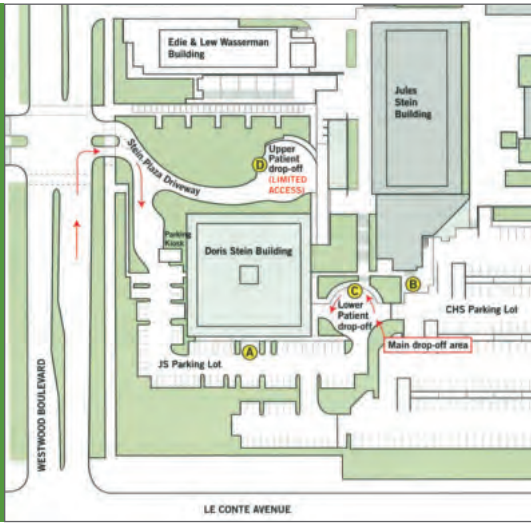 Edie & Lew Wasserman
Building
Jules
Stein
Building
Stein Plaza Driveway
D
Upper
Patient
drop-off
(LIMITED
ACCESS)
Parking
Kiosk
Doris Stein Building
C
B
Lower
Patient
drop-off
CHS Parking Lot
Main drop-off area
A
JS Parking Lot
WESTWOOD BOULEVARD
LE CONTE AVENUE